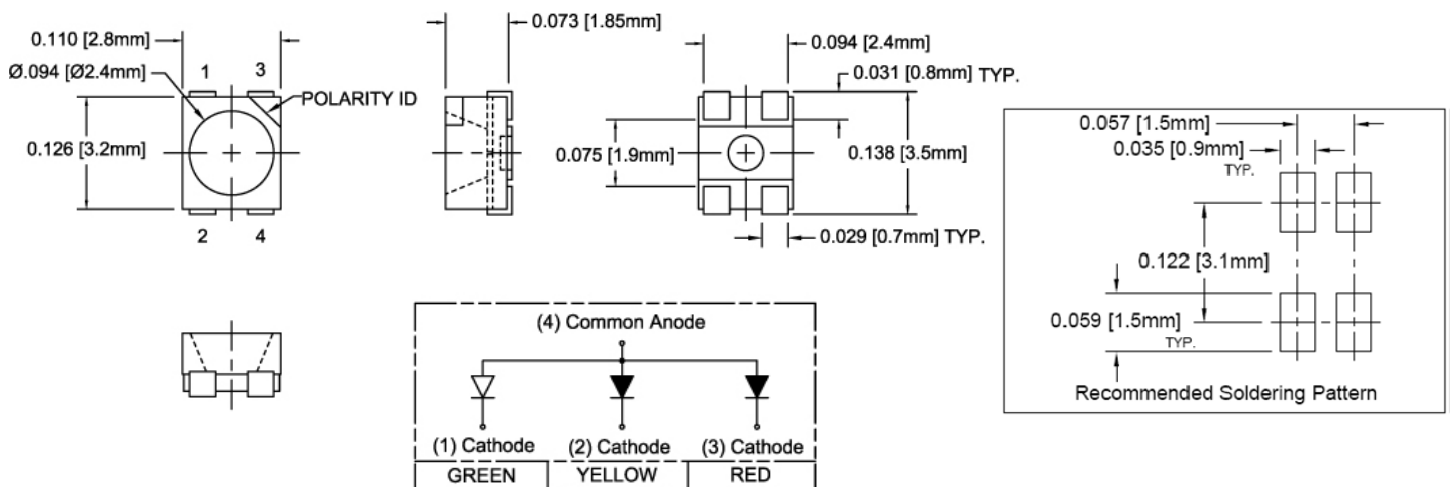 0.073 [1.85mm]
0.110 [2.8mm]
Ø.094 [Ø2.4mm]
1 3
POLARITY ID
0.126 [3.2mm]
2 4
0.094 [2.4mm]
0.031 [0.8mm] TYP.
0.075 [1.9mm]
0.138 [3.5mm]
0.029 [0.7mm] TYP.
0.057 [1.5mm]
0.035 [0.9mm]
TYP.
0.122 [3.1mm]
0.059 [1.5mm]
TYP.
Recommended Soldering Pattern
(4) Common Anode
(1) Cathode (2) Cathode (3) Cathode
GREEN YELLOW RED